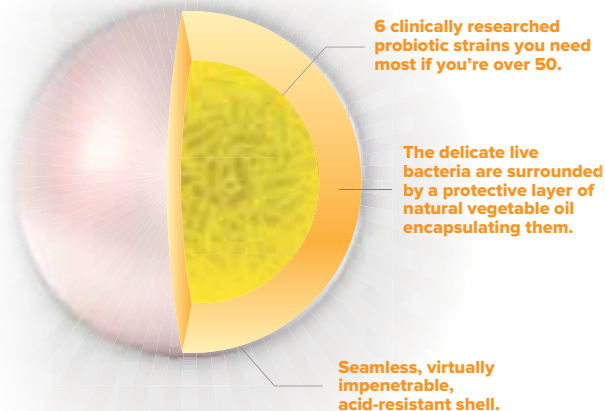 6 clinically researched
probiotic strains you need
most if you’re over 50.
The delicate live
bacteria are surrounded
by a protective layer of
natural vegetable oil
encapsulating them.
Seamless, virtually
impenetrable,
acid-resistant shell.